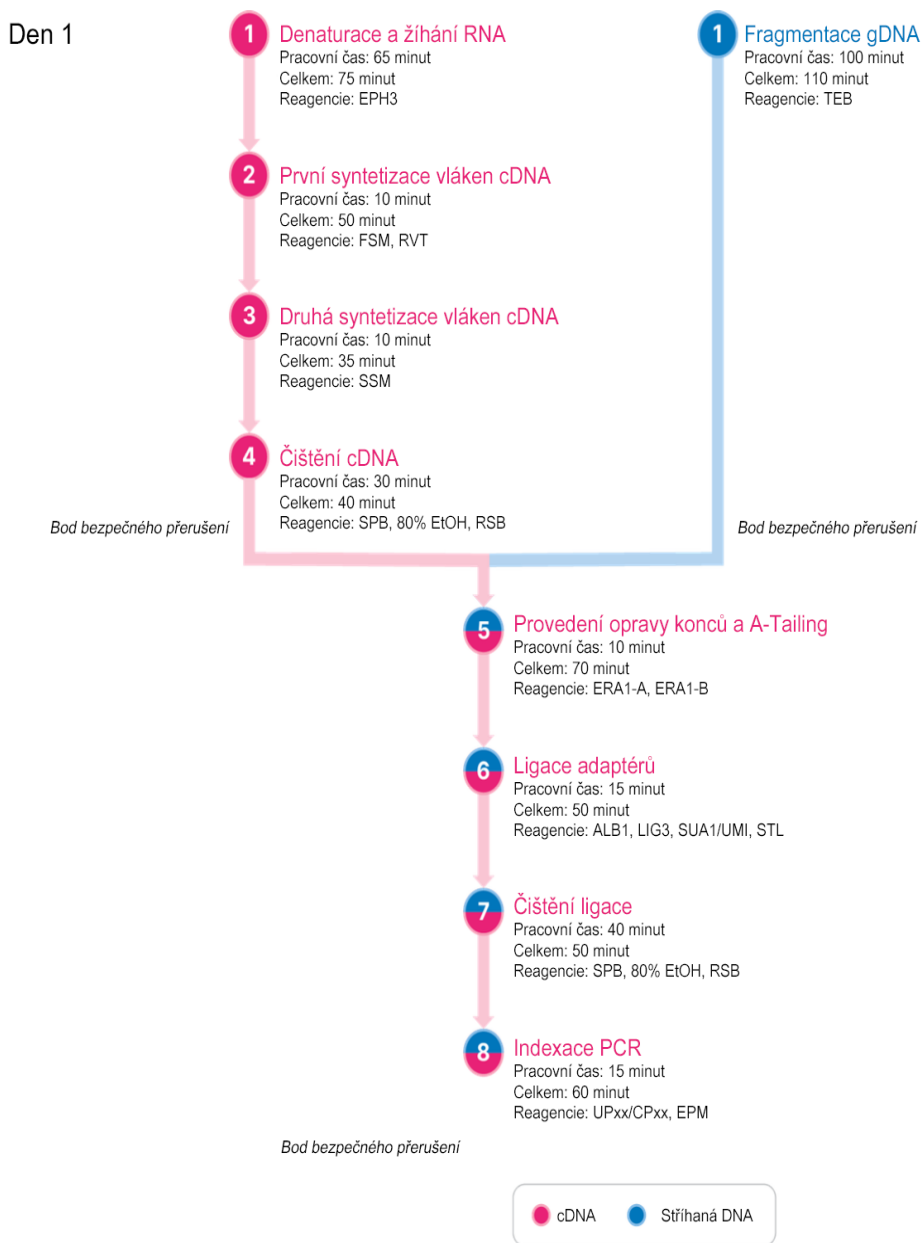 Den 1
1
Denaturace a žíhání RNA
Pracovní čas: 65 minut
Celkem: 75 minut
Reagencie: EPH3
1
Fragmentace gDNA
Pracovní čas: 100 minut
Celkem: 110 minut
Reagencie: TEB
2
První syntetizace vláken cDNA
Pracovní čas: 10 minut
Celkem: 50 minut
Reagencie: FSM, RVT
3
Druhá syntetizace vláken cDNA
Pracovní čas: 10 minut
Celkem: 35 minut
Reagencie: SSM
4
Čištění cDNA
Pracovní čas: 30 minut
Celkem: 40 minut
Reagencie: SPB, 80% EtOH, RSB
Bod bezpečného přerušení
Bod bezpečného přerušení
5
Provedení opravy konců a A-Tailing
Pracovní čas: 10 minut
Celkem: 70 minut
Reagencie: ERA1-A, ERA1-B
6
Ligace adaptérů
Pracovní čas: 15 minut
Celkem: 50 minut
Reagencie: ALB1, LIG3, SUA1/UMI, STL
7
Čištění ligace
Pracovní čas: 40 minut
Celkem: 50 minut
Reagencie: SPB, 80% EtOH, RSB
8
Indexace PCR
Pracovní čas: 15 minut
Celkem: 60 minut
Reagencie: UPxx/CPxx, EPM
Bod bezpečného přerušení
cDNA
Stříhaná DNA